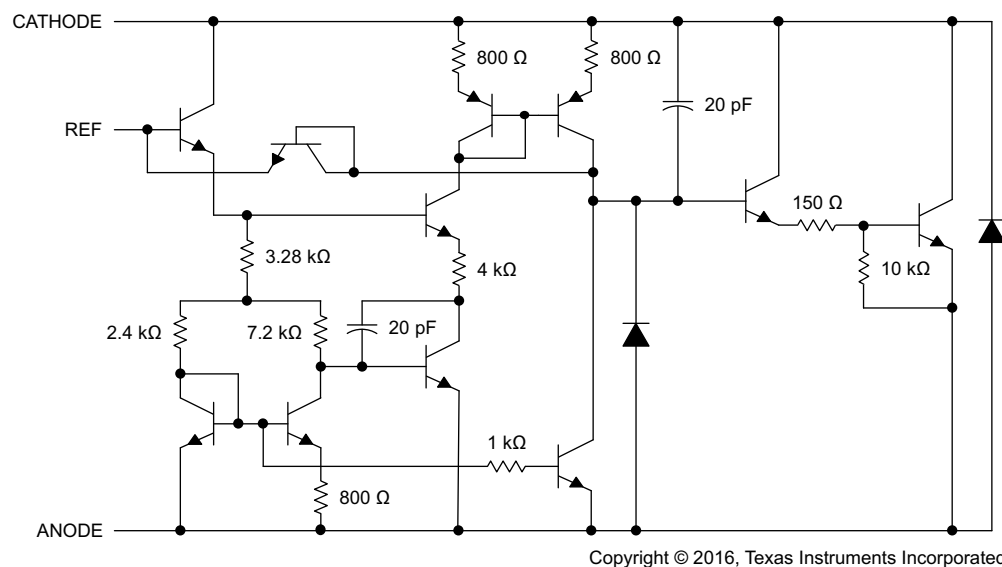 CATHODE
800 Ω
800 Ω
20 pF
REF
150 Ω
3.28 kΩ
4 kΩ
10 kΩ
2.4 kΩ
7.2 kΩ
20 pF
1 kΩ
800 Ω
ANODE
Copyright © 2016, Texas Instruments Incorporated